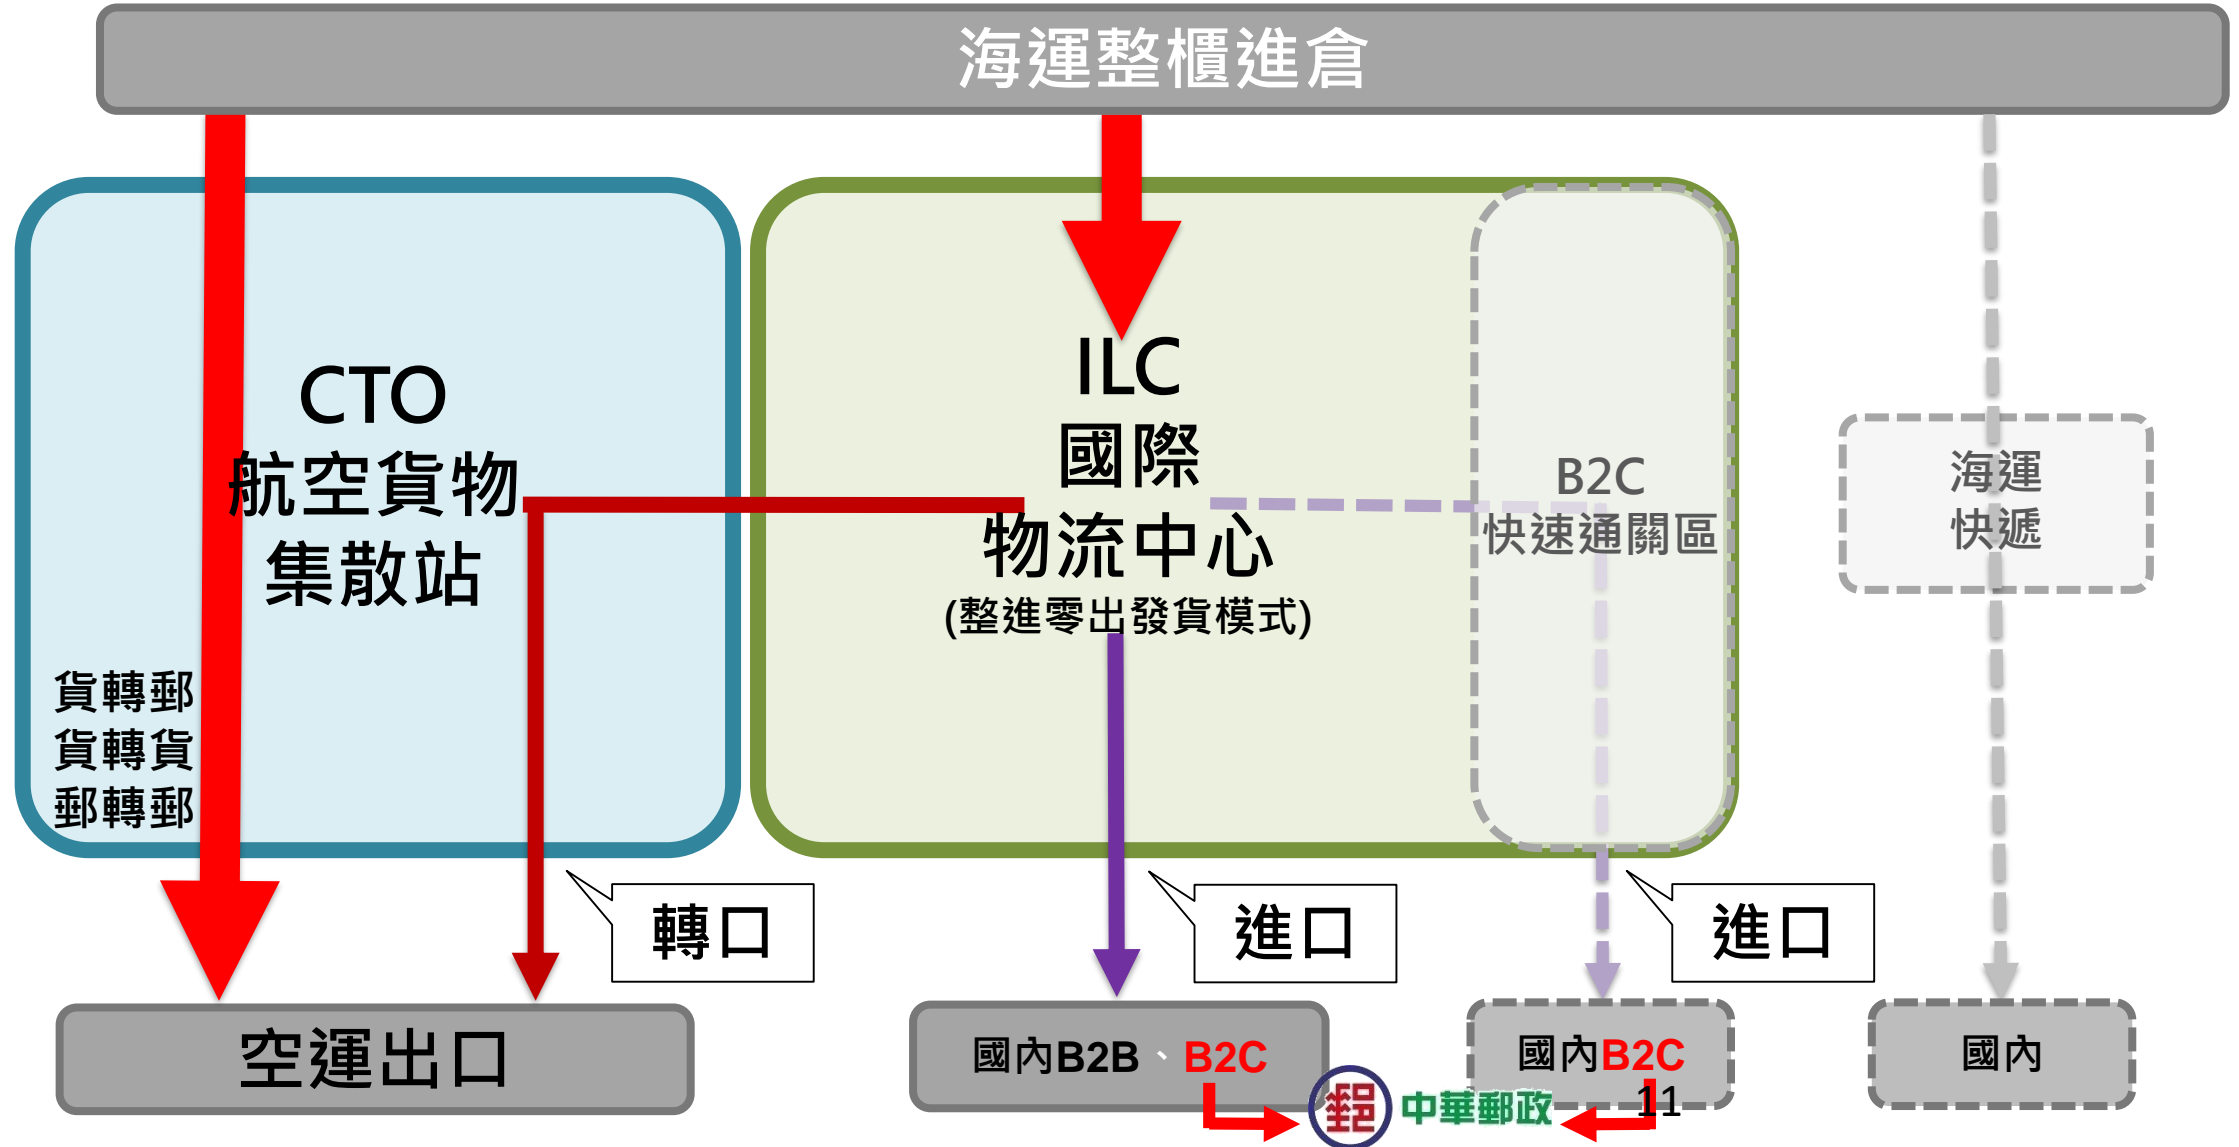 海運整櫃進倉
CTO
航空貨物
集散站
貨轉郵
貨轉貨
郵轉郵
ILC
國際
物流中心
(整進零出發貨模式)
B2C
快速通關區
海運
快遞
轉口
進口
進口
空運出口
國內B2B、B2C
國內B2C
國內
郵 中華郵政
11